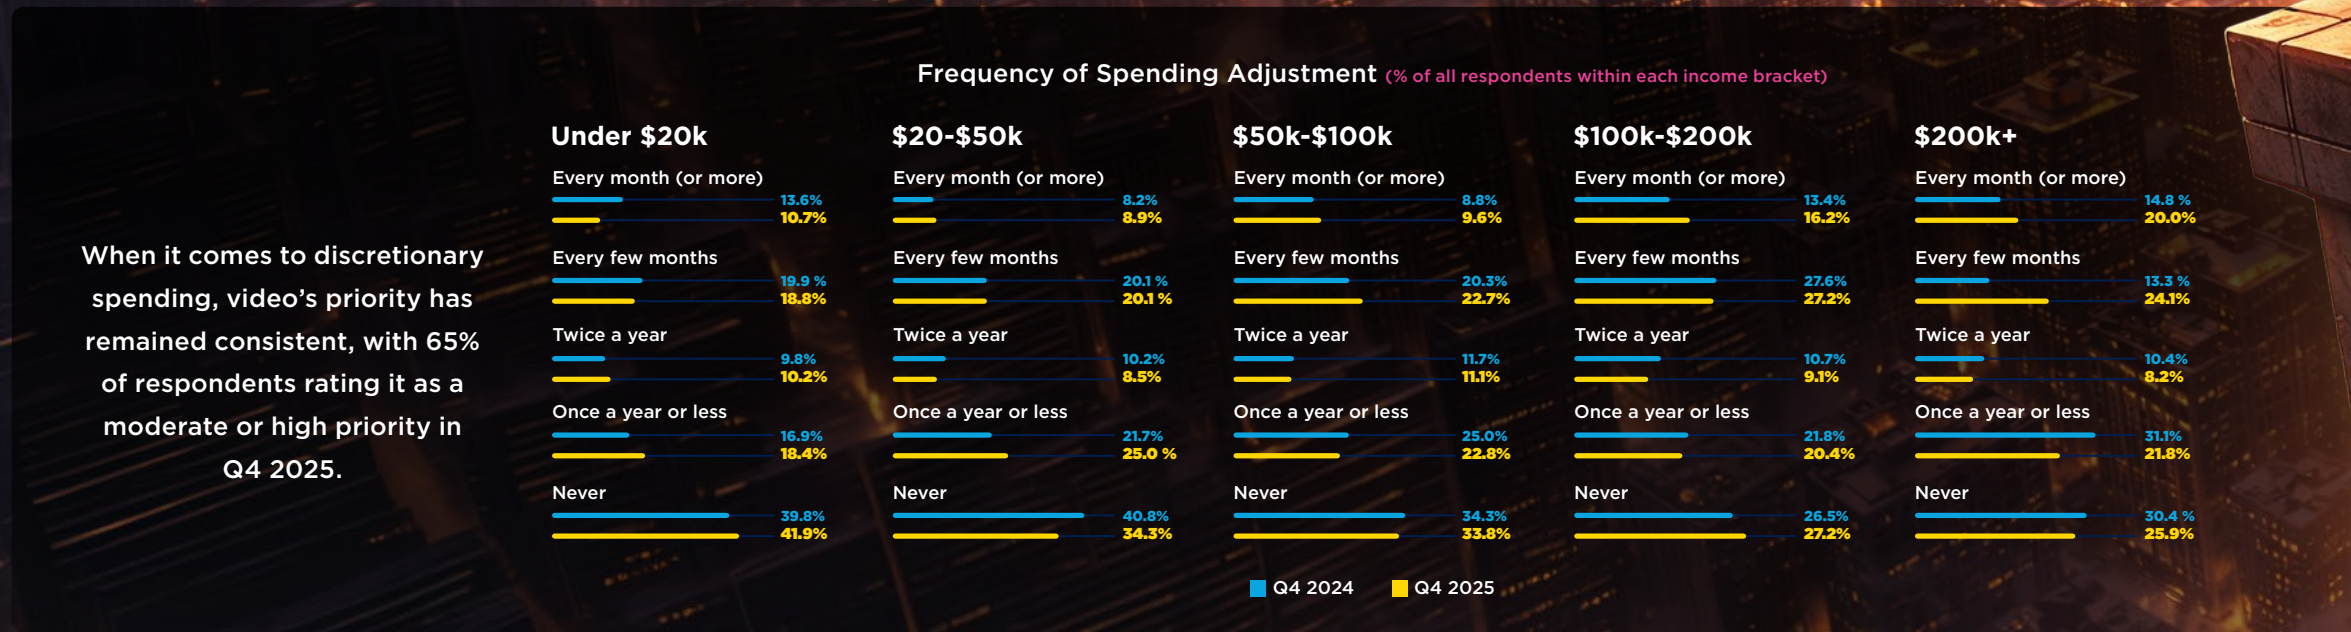 Frequency of Spending Adjustment (% of all respondents within each income bracket)
When it comes to discretionary
spending, video's priority has
remained consistent, with 65%
of respondents rating it as a
moderate or high priority in
Q4 2025.
Under $20k
Every month (or more)
13.6%
10.7%
Every few months
19.9 %
18.8%
Twice a year
9.8%
10.2%
Once a year or less
16.9%
18.4%
Never
39.8%
41.9%
$20-$50k
Every month (or more)
8.2%
8.9%
Every few months
20.1 %
20.1 %
Twice a year
10.2%
8.5%
Once a year or less
21.7%
25.0 %
Never
40.8%
34.3%
$50k-$100k
Every month (or more)
8.8%
9.6%
Every few months
20.3%
22.7%
Twice a year
11.7%
11.1%
Once a year or less
25.0%
22.8%
Never
34.3%
33.8%
$100k-$200k
Every month (or more)
13.4%
16.2%
Every few months
27.6%
27.2%
Twice a year
10.7%
9.1%
Once a year or less
21.8%
20.4%
Never
26.5%
27.2%
$200k+
Every month (or more)
14.8 %
20.0%
Every few months
13.3 %
24.1%
Twice a year
10.4%
8.2%
Once a year or less
31.1%
21.8%
Never
30.4 %
25.9%
Q4 2024
Q4 2025